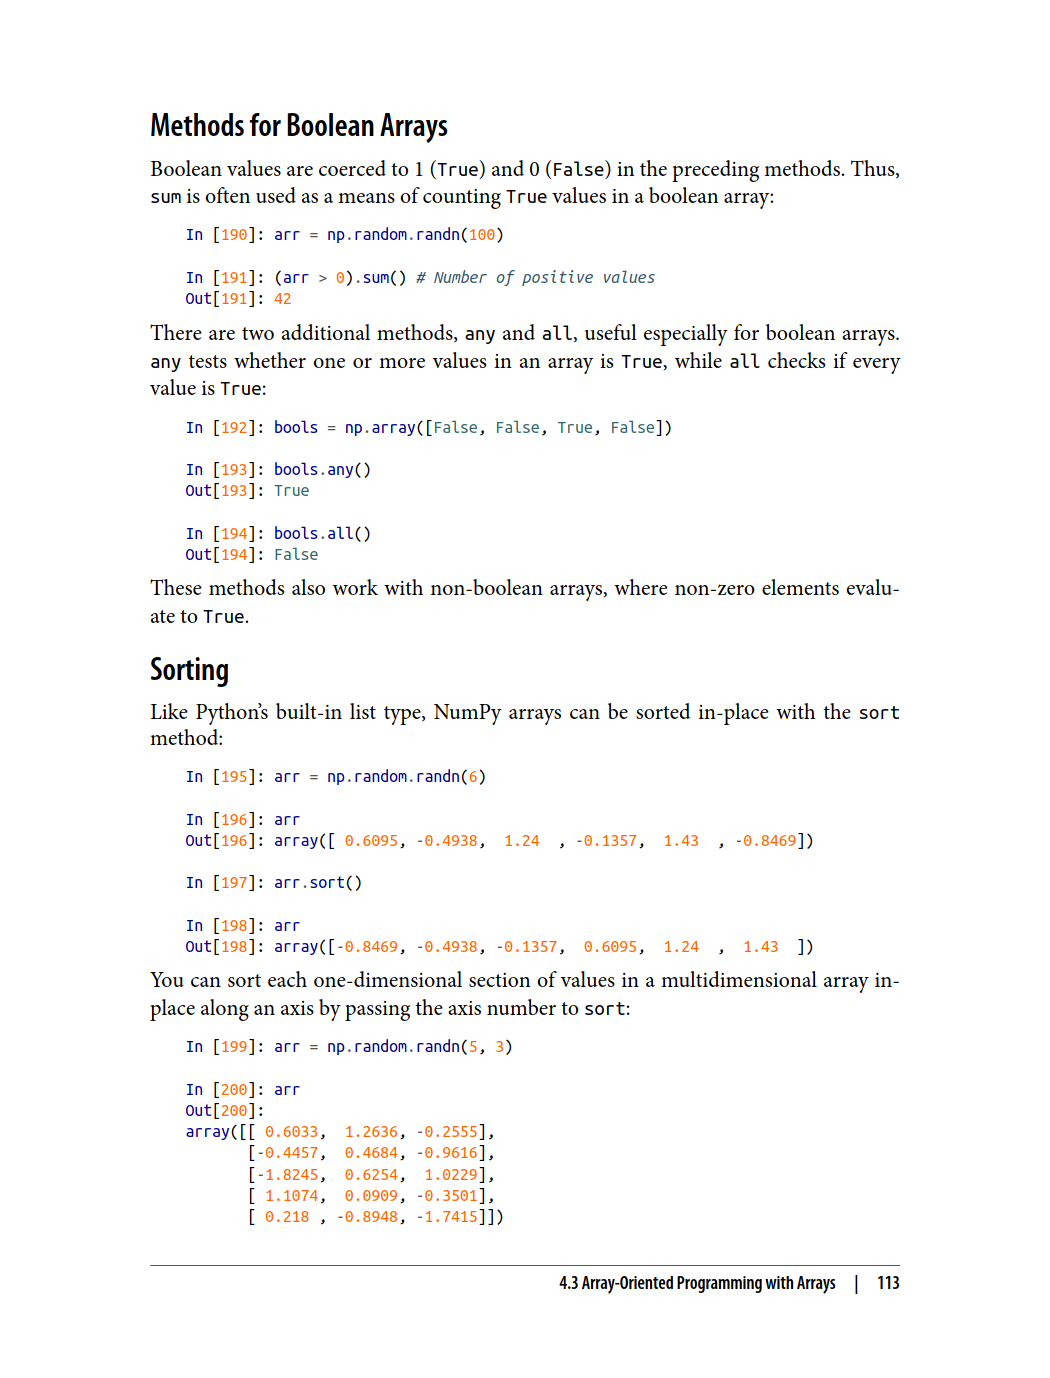 Methods for Boolean Arrays
Boolean values are coerced to 1 (True) and 0 (False) in the preceding methods. Thus,
sum is often used as a means of counting True values in a boolean array:
In [190]: arr = np.random.randn(100)
In [191]: (arr > 0).sum() # Number of positive values
Out[191]: 42
There are two additional methods, any and all, useful especially for boolean arrays.
any tests whether one or more values in an array is True, while all checks if every
value is True:
In [192]: bools = np.array([False, False, True, False])
In [193]: bools.any()
Out[193]: True
In [194]: bools.all()
Out[194]: False
These methods also work with non-boolean arrays, where non-zero elements evalu-
ate to True.
Sorting
Like Python’s built-in list type, NumPy arrays can be sorted in-place with the sort
method:
In [195]: arr = np.random.randn(6)
In [196]: arr
Out[196]: array([ 0.6095, -0.4938,  1.24  , -0.1357,  1.43  , -0.8469])
In [197]: arr.sort()
In [198]: arr
Out[198]: array([-0.8469, -0.4938, -0.1357,  0.6095,  1.24  ,  1.43  ])
You can sort each one-dimensional section of values in a multidimensional array in-
place along an axis by passing the axis number to sort:
In [199]: arr = np.random.randn(5, 3)
In [200]: arr
Out[200]:
array([[ 0.6033,  1.2636, -0.2555],
       [-0.4457,  0.4684, -0.9616],
       [-1.8245,  0.6254,  1.0229],
       [ 1.1074,  0.0909, -0.3501],
       [ 0.218 , -0.8948, -1.7415]])
4.3 Array-Oriented Programming with Arrays | 113